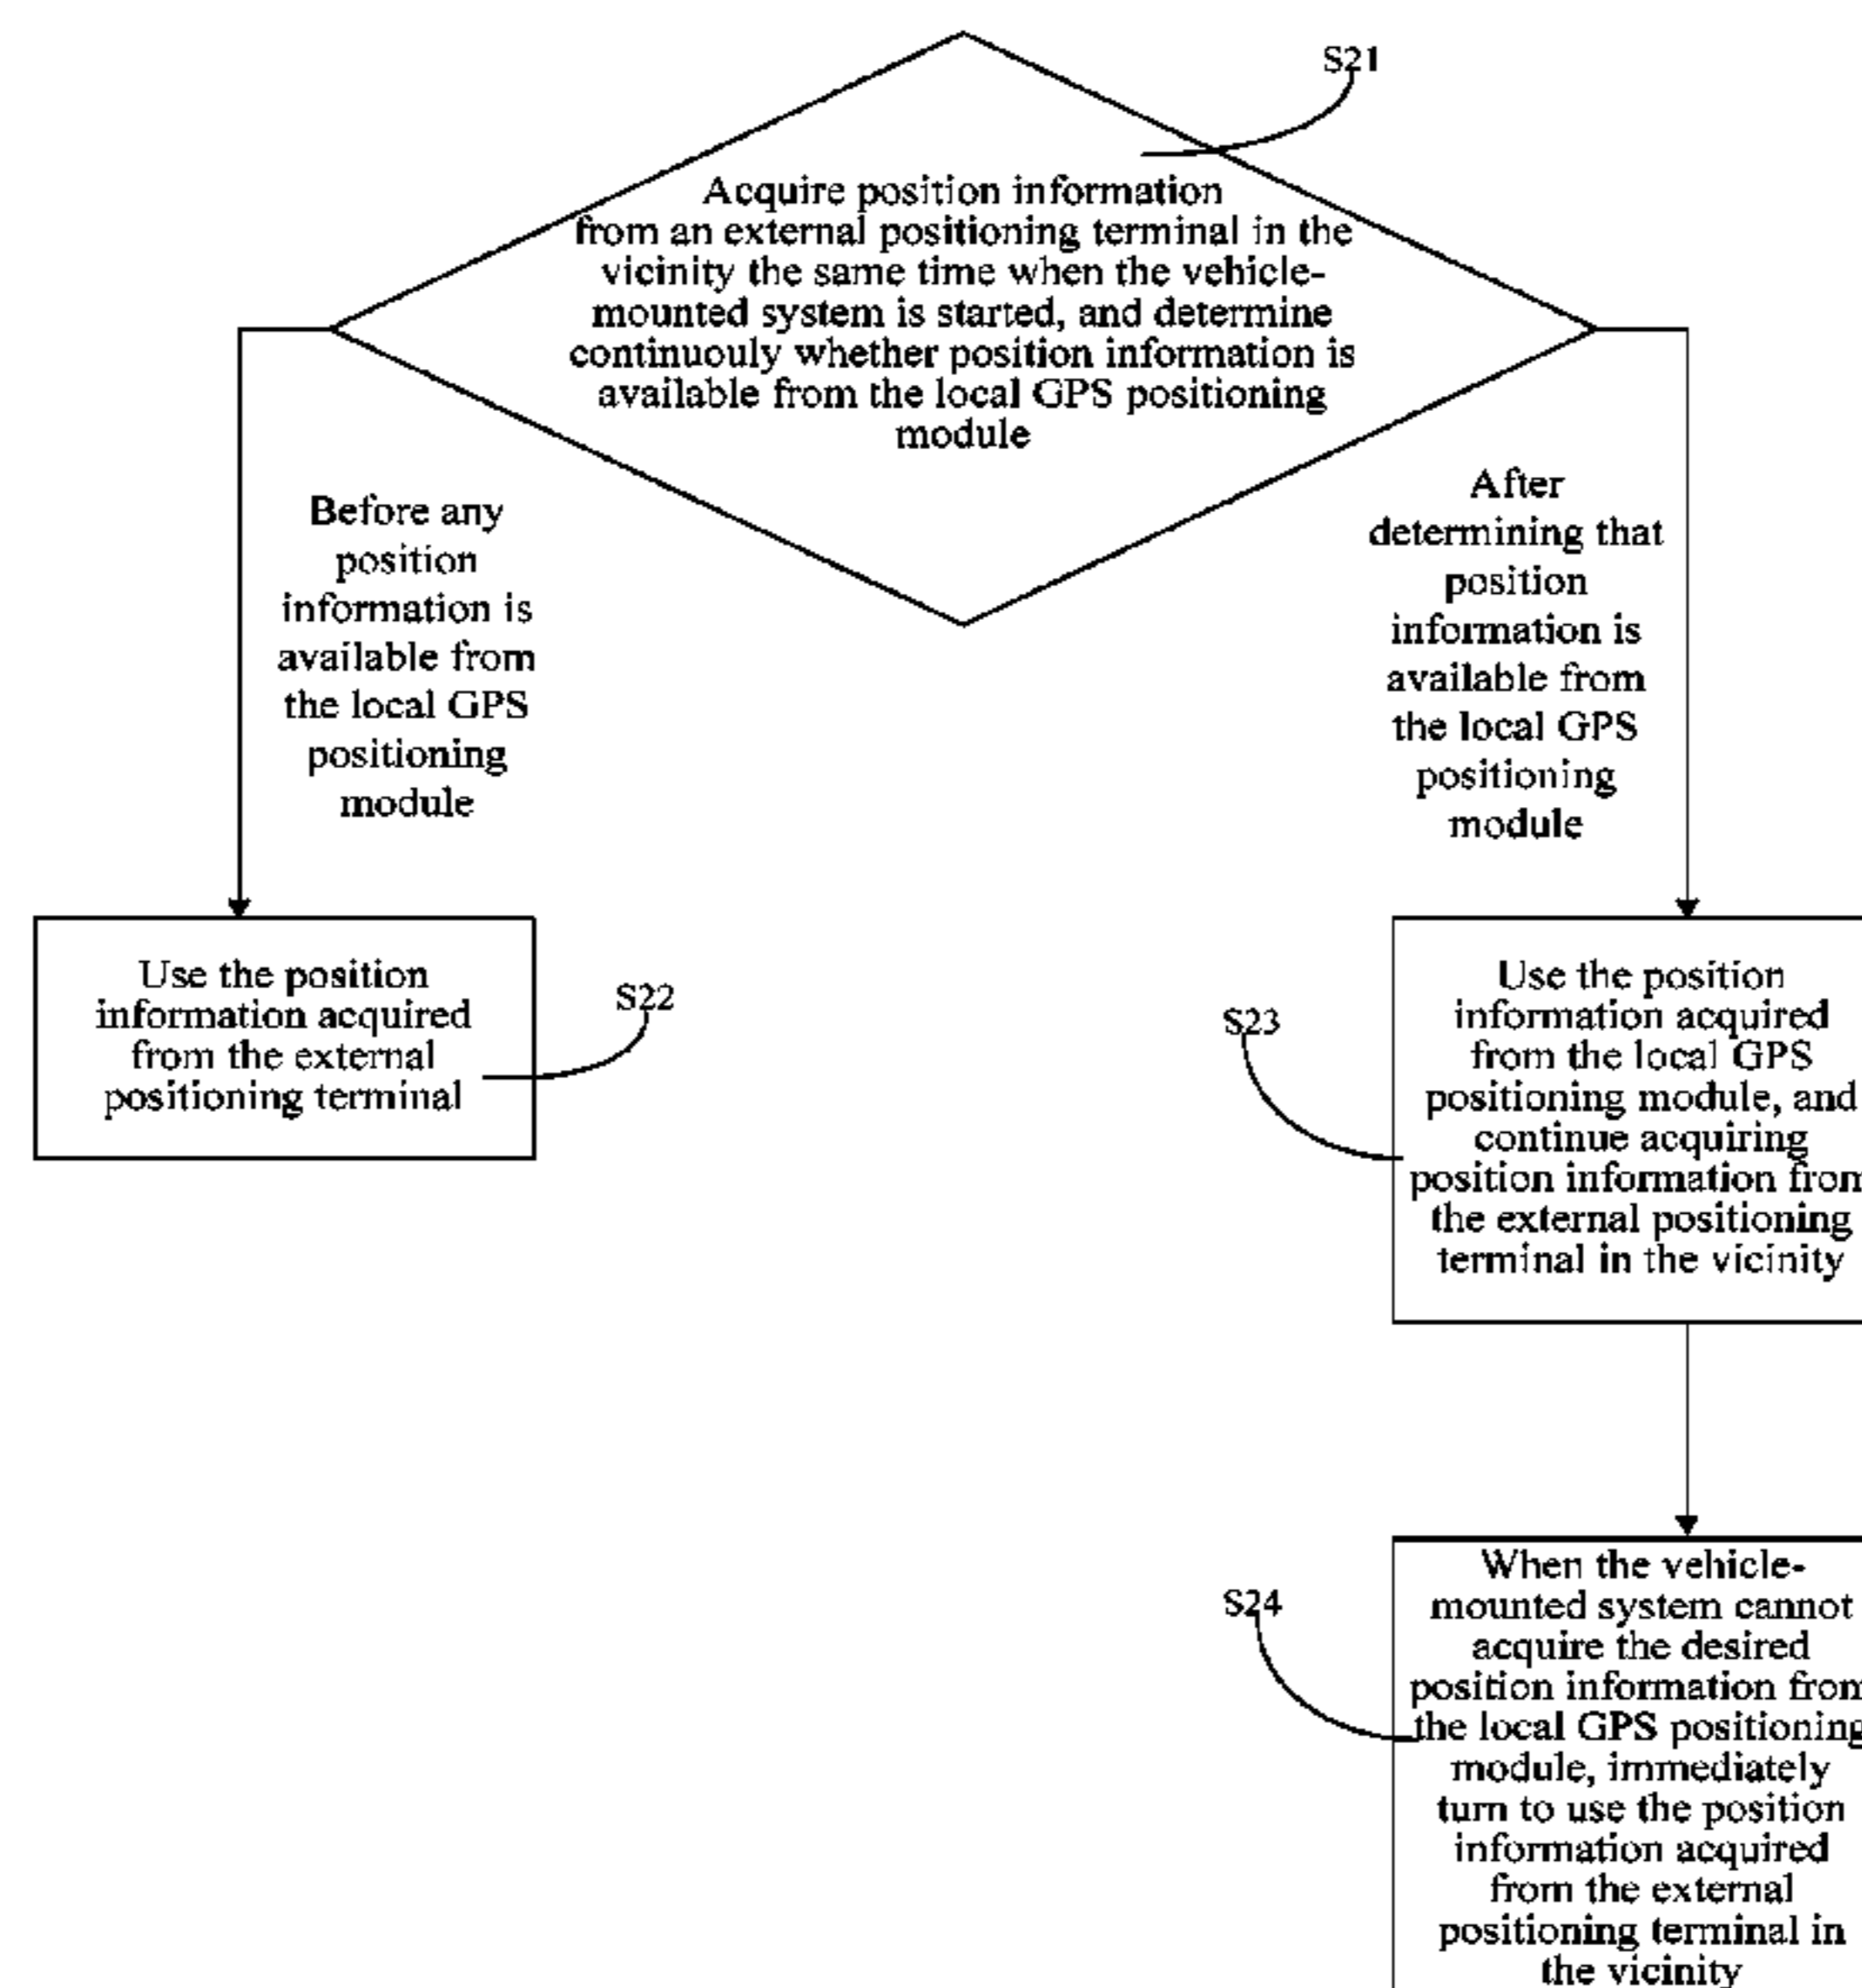 S21
Acquire position information
from an external positioning terminal in the
vicinity the same time when the vehicle-
mounted system is started, and determine
continuouly whether position information is
available from the local GPS positioning
module
Before any
position
information is
available from
the local GPS
positioning
module
After
determining that
position
information is
available from
the local GPS
positioning
module
Use the position
information acquired
from the external
positioning terminal
S22
S23
Use the position
information acquired
from the local GPS
positioning module, and
continue acquiring
position information from
the external positioning
terminal in the vicinity
S24
When the vehicle-
mounted system cannot
acquire the desired
position information from
the local GPS positioning
module, immediately
turn to use the position
information acquired
from the external
positioning terminal in
the vicinity